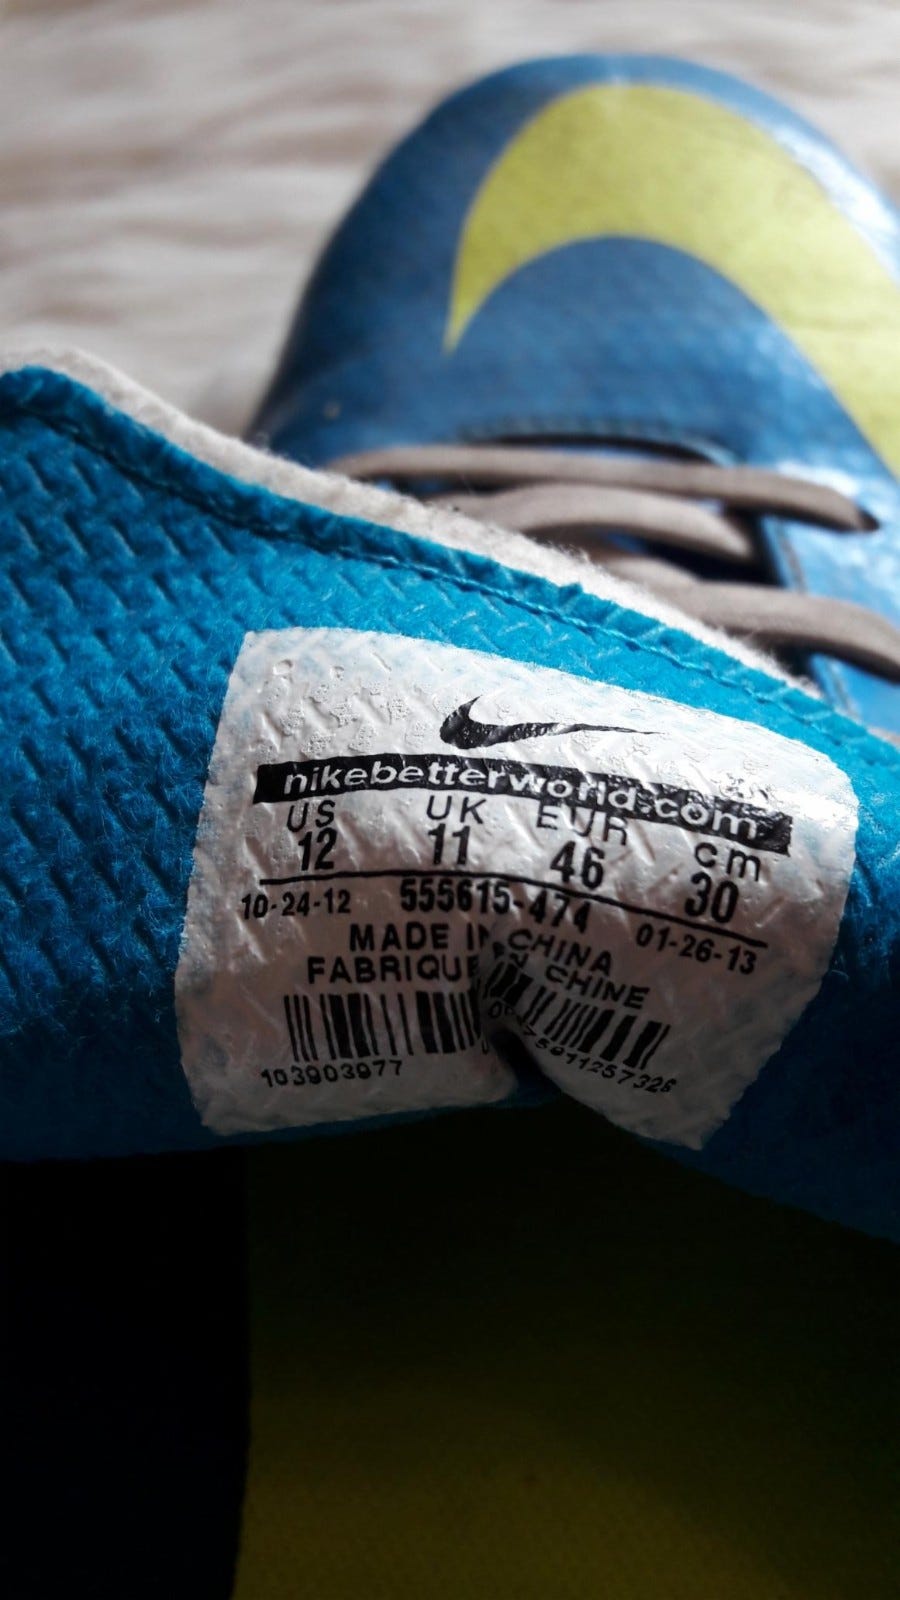 nikebetterworld.com
US UK EUR cm
12 11 46 30
10-24-12 555615-474 01-26-13
MADE IN CHINA
FABRIQUE CHINE
103903977